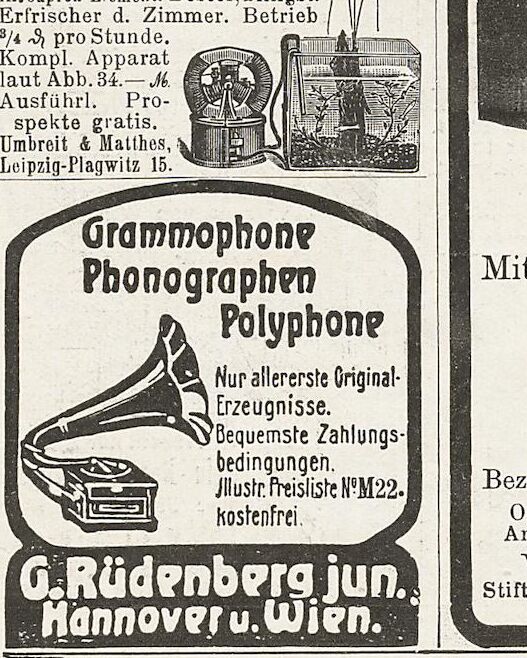 Erfrischer d. Zimmer. Betrieb
3/4 ₰ pro Stunde.
Kompl. Apparat
laut Abb. 34.— ℳ.
Ausführl. Pro-
spekte gratis.
Umbreit & Matthes,
Leipzig-Plagwitz 15.
Grammophone
Phonographen
Polyphone
Nur allererste Original-
Erzeugnisse.
Bequemste Zahlungs-
bedingungen.
Illustr. Preisliste No M22.
kostenfrei.
G. Rüdenberg jun.
Hannover u. Wien.
Mit
Bez
O
Stift